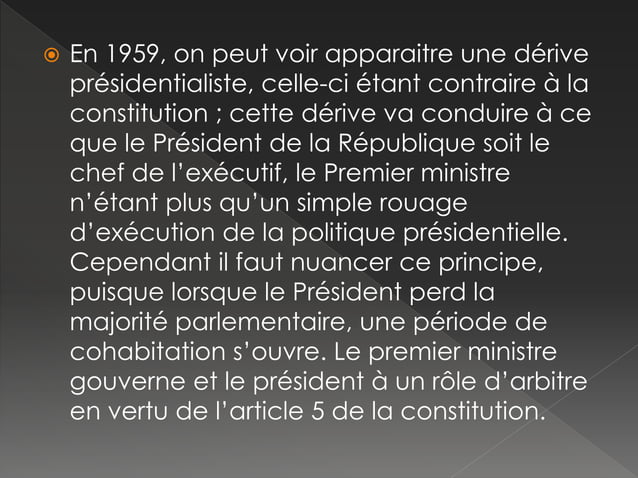 En 1959, on peut voir apparaitre une dérive
présidentialiste, celle-ci étant contraire à la
constitution ; cette dérive va conduire à ce
que le Président de la République soit le
chef de l’exécutif, le Premier ministre
n’étant plus qu’un simple rouage
d’exécution de la politique présidentielle.
Cependant il faut nuancer ce principe,
puisque lorsque le Président perd la
majorité parlementaire, une période de
cohabitation s’ouvre. Le premier ministre
gouverne et le président à un rôle d’arbitre
en vertu de l’article 5 de la constitution.